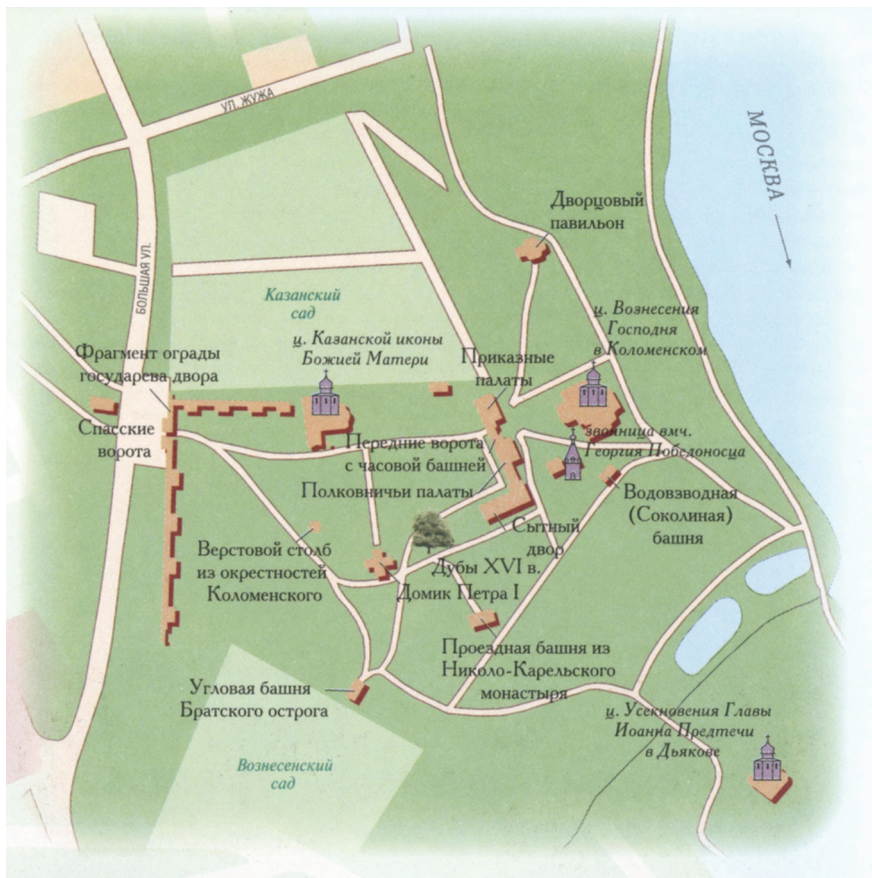 УЛ. ЖУЖА
МОСКВА
БОЛЬШАЯ УЛ.
Дворцовый
павильон
Казанский
сад
ц. Вознесения
Господня
в Коломенском
ц. Казанской иконы
Божией Матери
Фрагмент ограды
государева двора
Приказные
палаты
Спасские
ворота
Передние ворота
с часовой башней
звонница вмч.
Георгия Победоносца
Полковничьи палаты
Водовзводная
(Соколиная)
башня
Сытный
двор
Верстовой столб
из окрестностей
Коломенского
Дубы XVI в.
Домик Петра I
Проездная башня из
Николо-Карельского
монастыря
Угловая башня
Братского острога
ц. Усекновения Главы
Иоанна Предтечи
в Дьякове
Вознесенский
сад